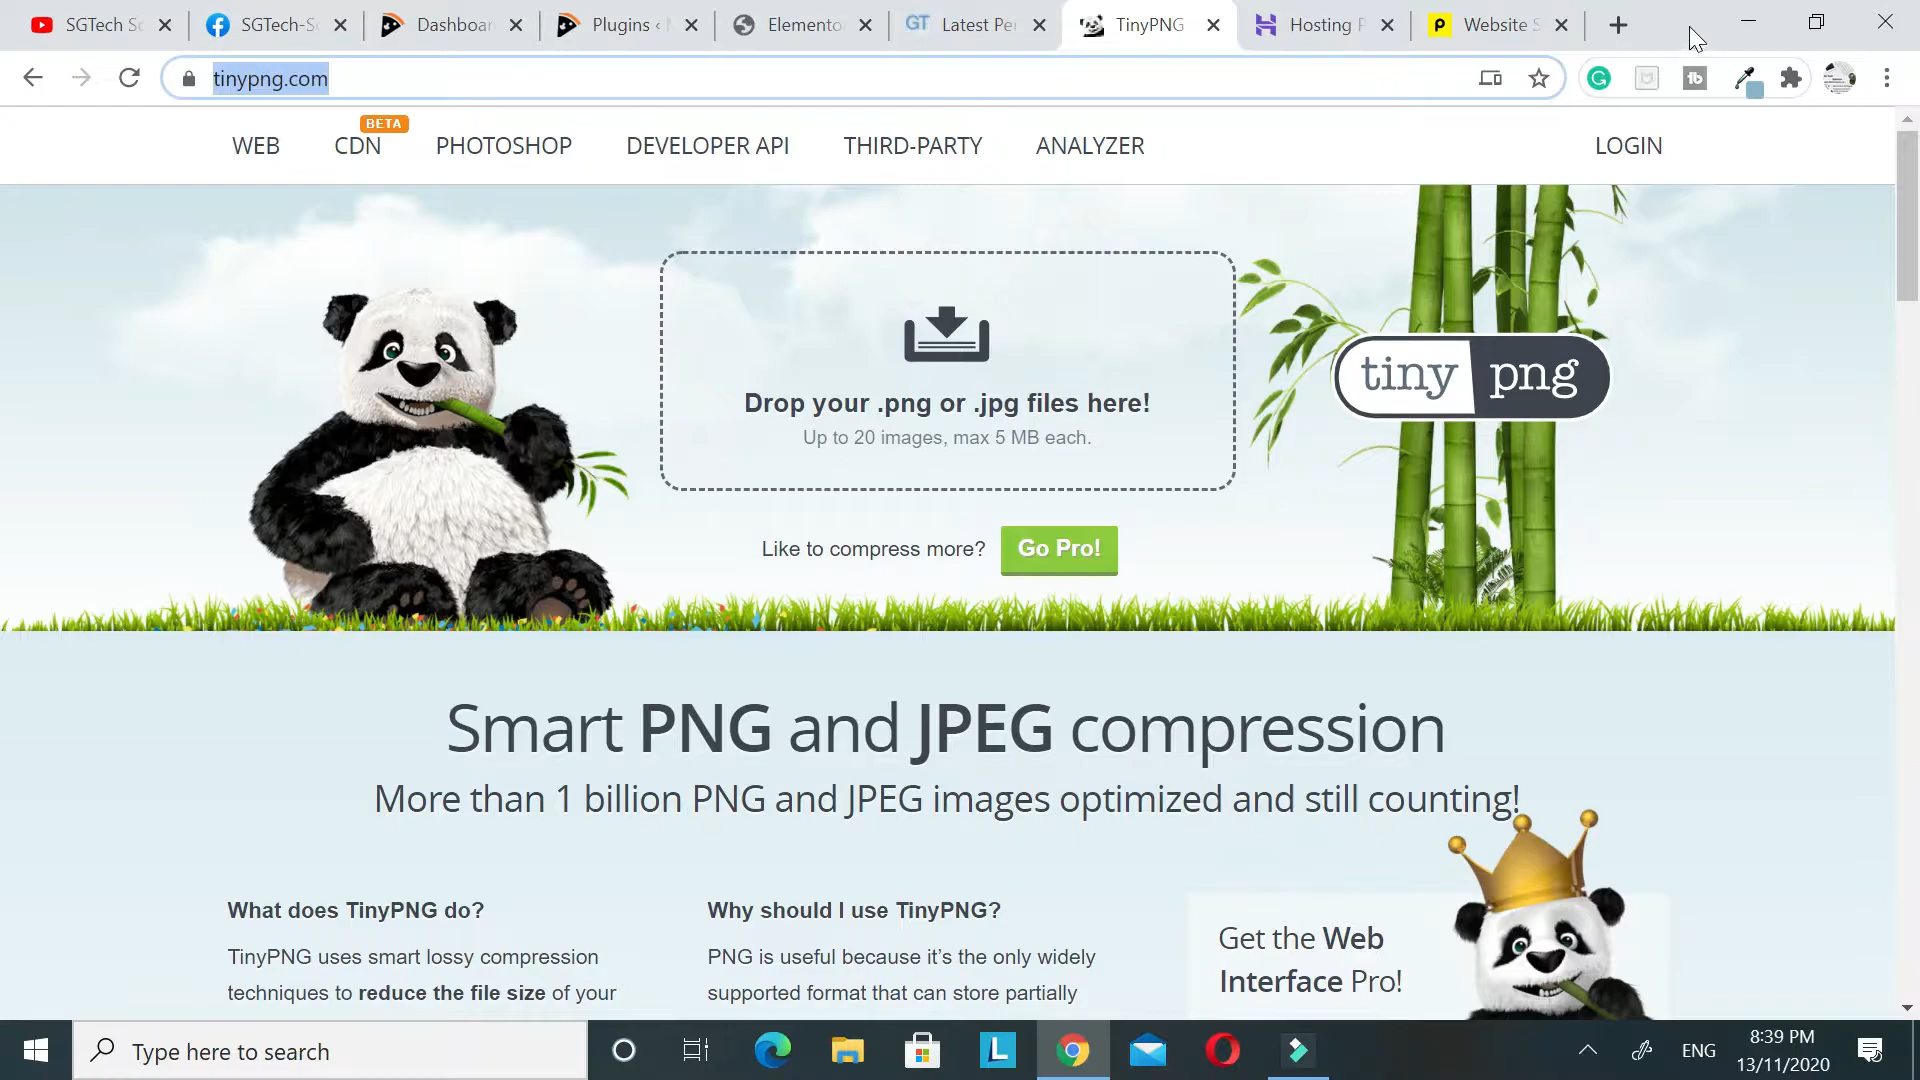 SGTech Sc
SGTech-So
Dashboar
Plugins ‹
Elemento
GT
Latest Pe
TinyPNG
Hosting P
Website S
tinypng.com
WEB
CDN
BETA
PHOTOSHOP
DEVELOPER API
THIRD-PARTY
ANALYZER
LOGIN
Drop your .png or .jpg files here!
Up to 20 images, max 5 MB each.
tiny png
Like to compress more? Go Pro!
Smart PNG and JPEG compression
More than 1 billion PNG and JPEG images optimized and still counting!
What does TinyPNG do?
TinyPNG uses smart lossy compression
techniques to reduce the file size of your
Why should I use TinyPNG?
PNG is useful because it's the only widely
supported format that can store partially
Get the Web
Interface Pro!
Type here to search
ENG
8:39 PM
13/11/2020